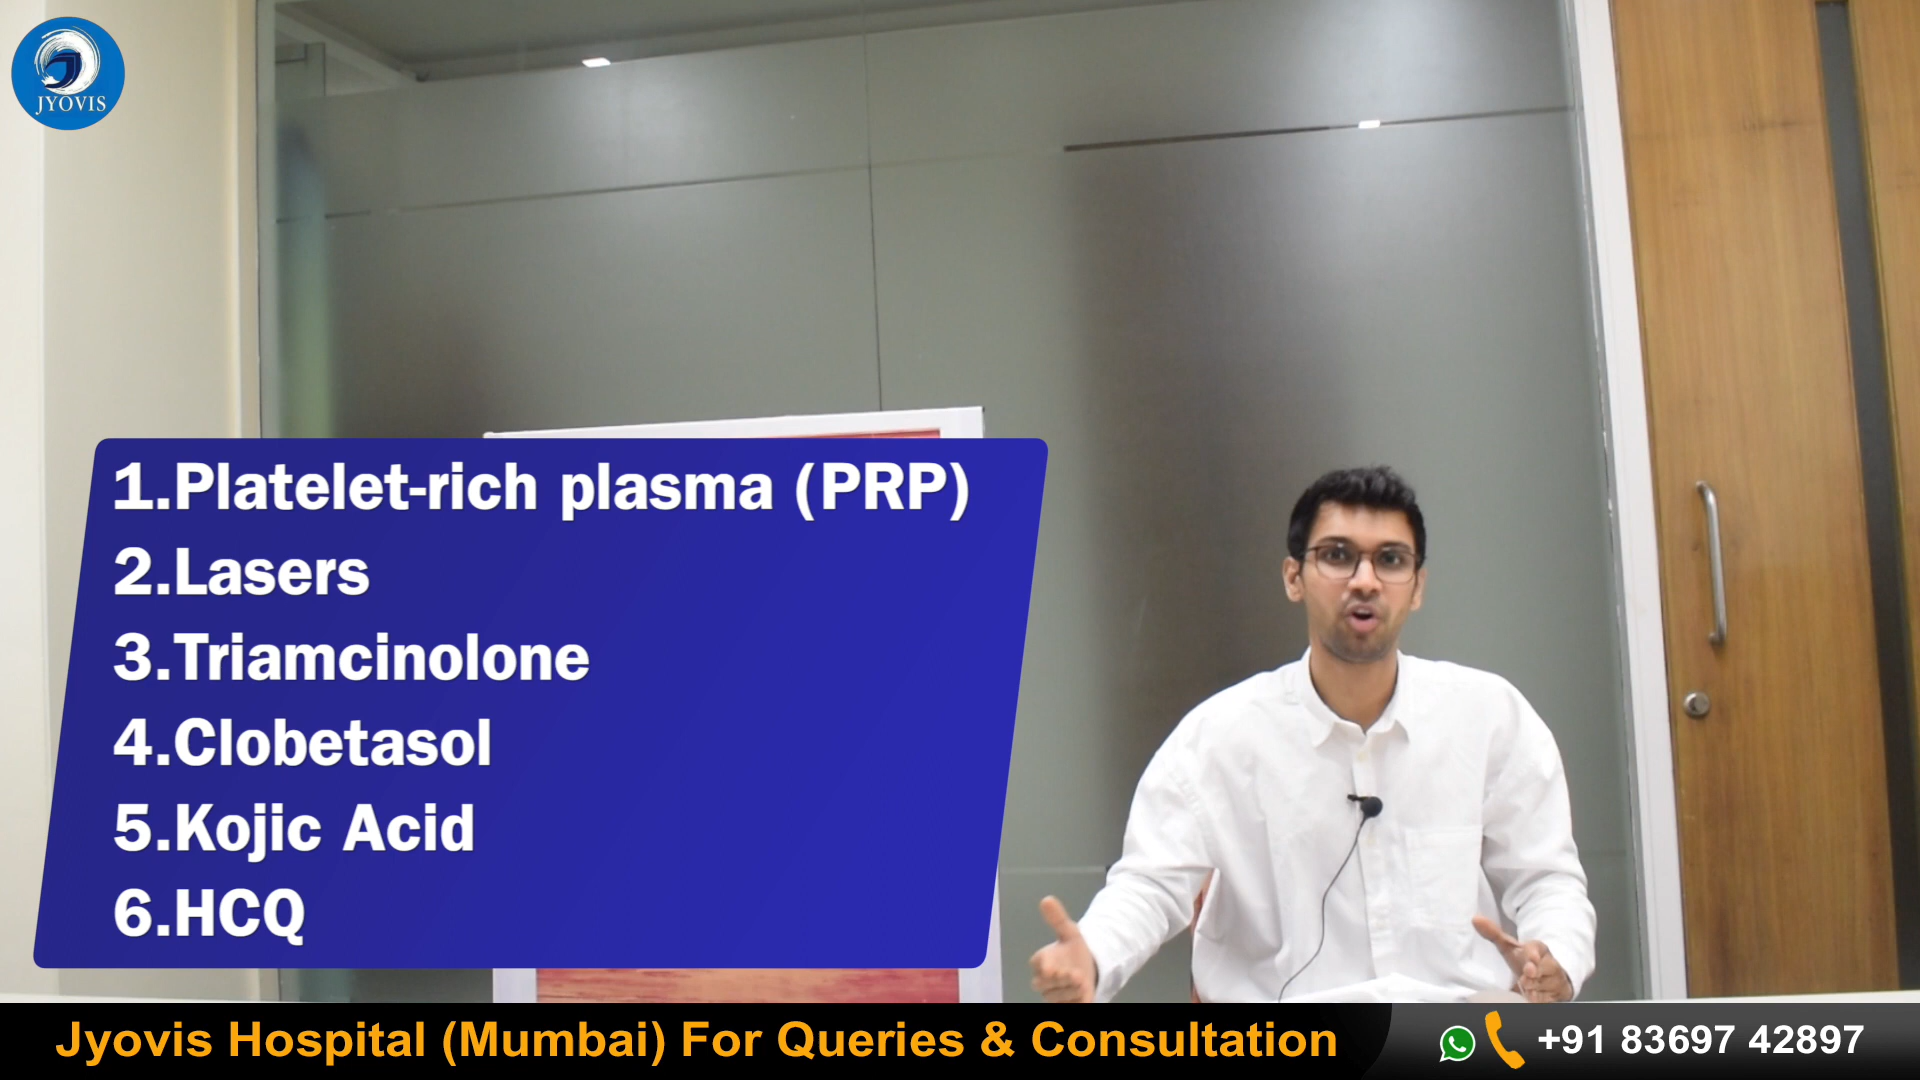 JYOVIS
1.Platelet-rich plasma (PRP)
2.Lasers
3.Triamcinolone
4.Clobetasol
5.Kojic Acid
6.HCQ
Jyovis Hospital (Mumbai) For Queries & Consultation
+91 83697 42897